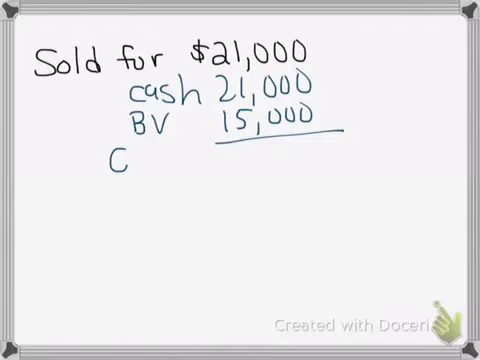 Sold for $21,000
cash 21,000
BV 15,000
C
Created with Doceri